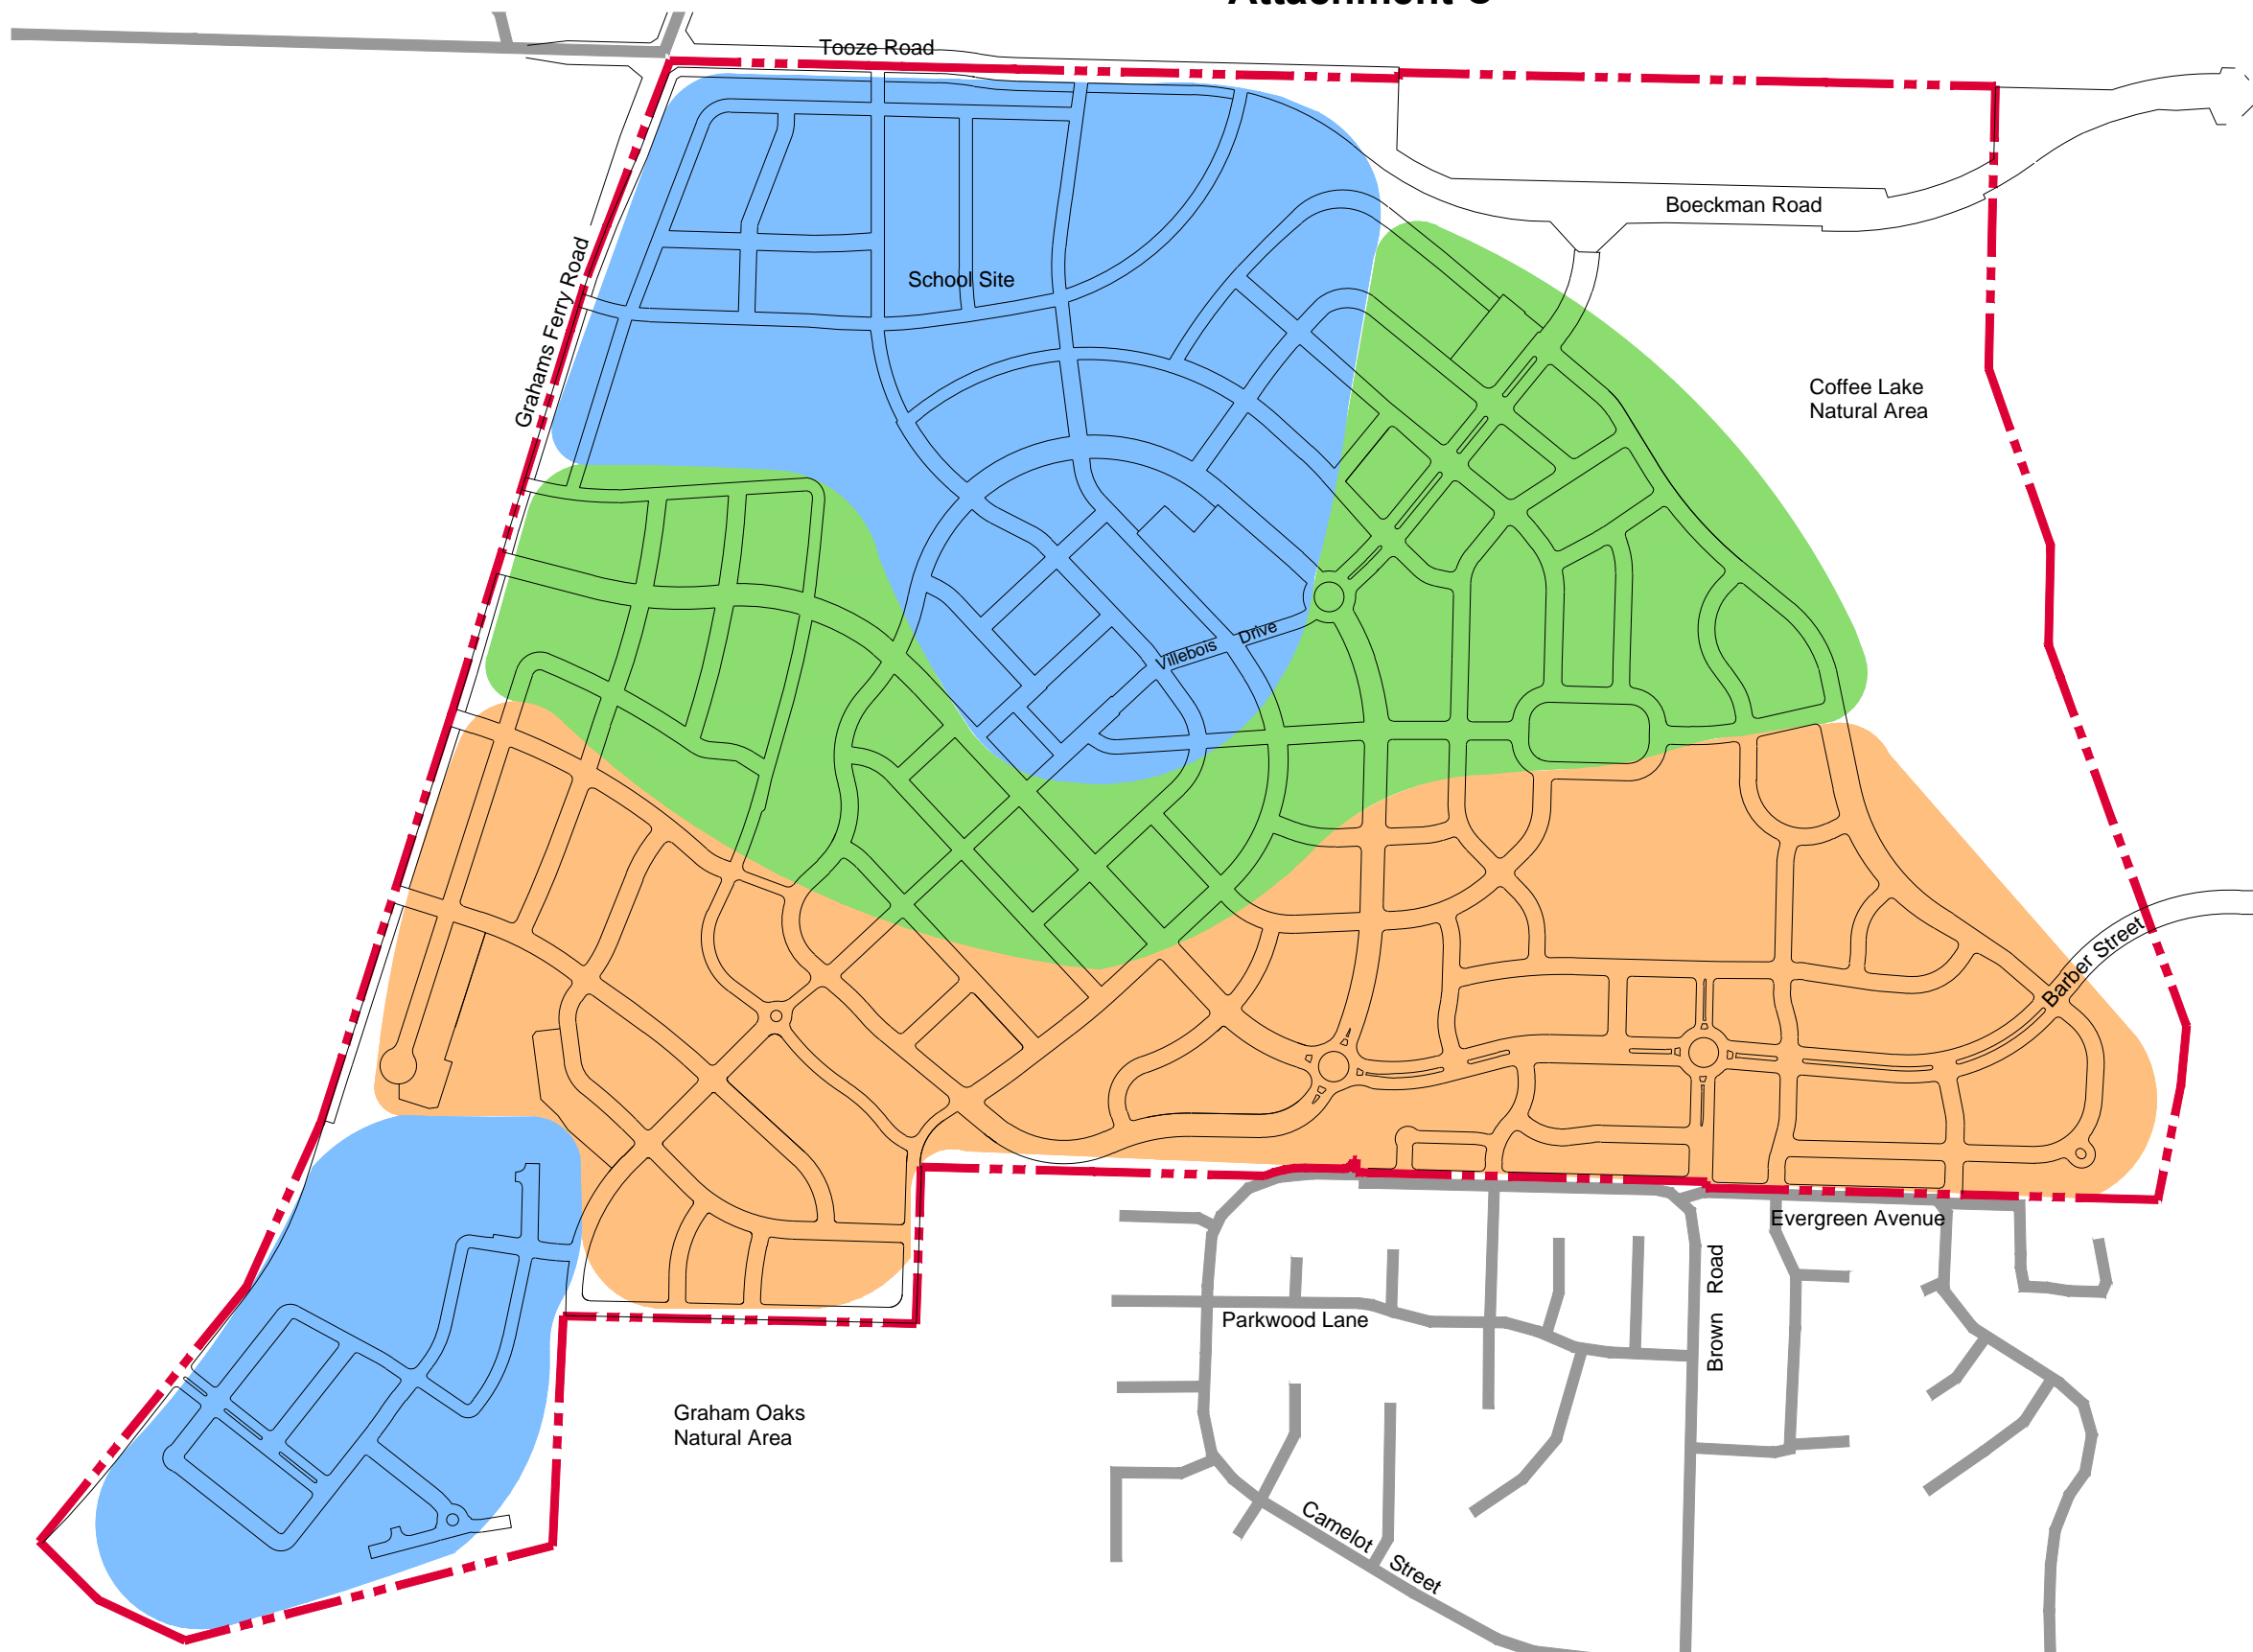 Attachment C
Tooze Road
Boeckman Road
School Site
Grahams Ferry Road
Coffee Lake
Natural Area
Villebois Drive
Barber Street
Evergreen Avenue
Brown Road
Parkwood Lane
Graham Oaks
Natural Area
Camelot Street